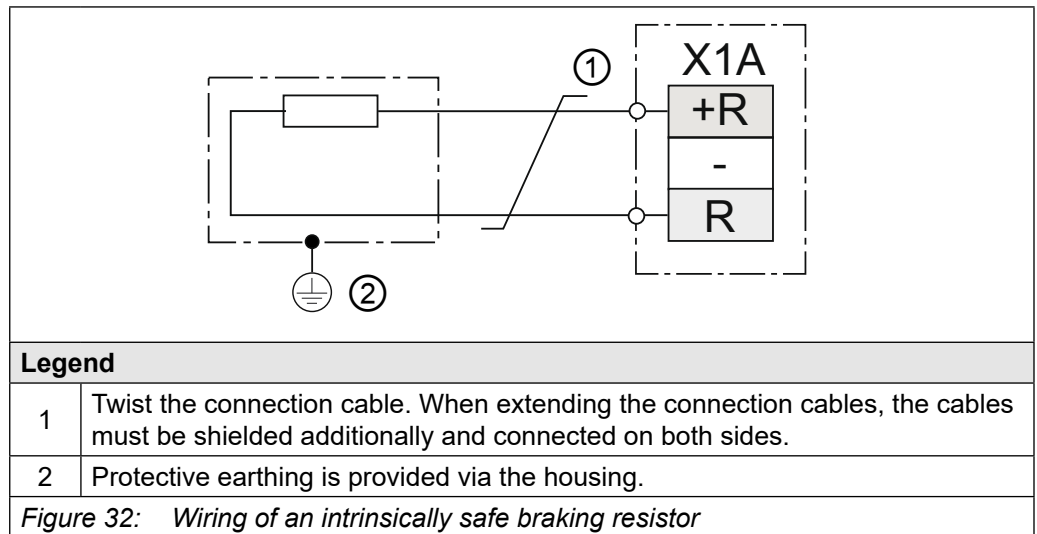 ①
X1A
+R
-
R
②
Legend
1 Twist the connection cable. When extending the connection cables, the cables
must be shielded additionally and connected on both sides.
2 Protective earthing is provided via the housing.
Figure 32: Wiring of an intrinsically safe braking resistor